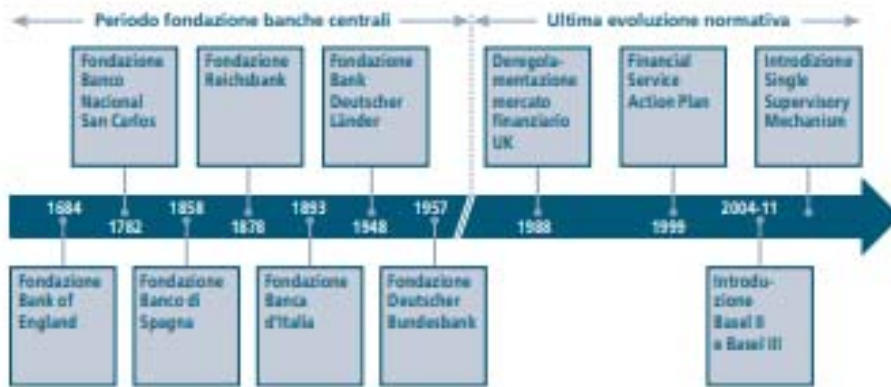 Periodo fondazione banche centrali
Ultima evoluzione normativa
Fondazione
Banco
Nacional
San Carlos
Fondazione
Reichsbank
Fondazione
Bank
Deutscher
Länder
Deregola-
mentazione
mercato
finanziario
UK
Financial
Service
Action Plan
Introdizione
Single
Supervisory
Mechanism
1684
1782
1858
1878
1893
1948
1957
1988
1999
2004-11
Fondazione
Bank of
England
Fondazione
Banco di
Spagna
Fondazione
Banca
d'Italia
Fondazione
Deutscher
Bundesbank
Introdu-
zione
Basel II
e Basel III